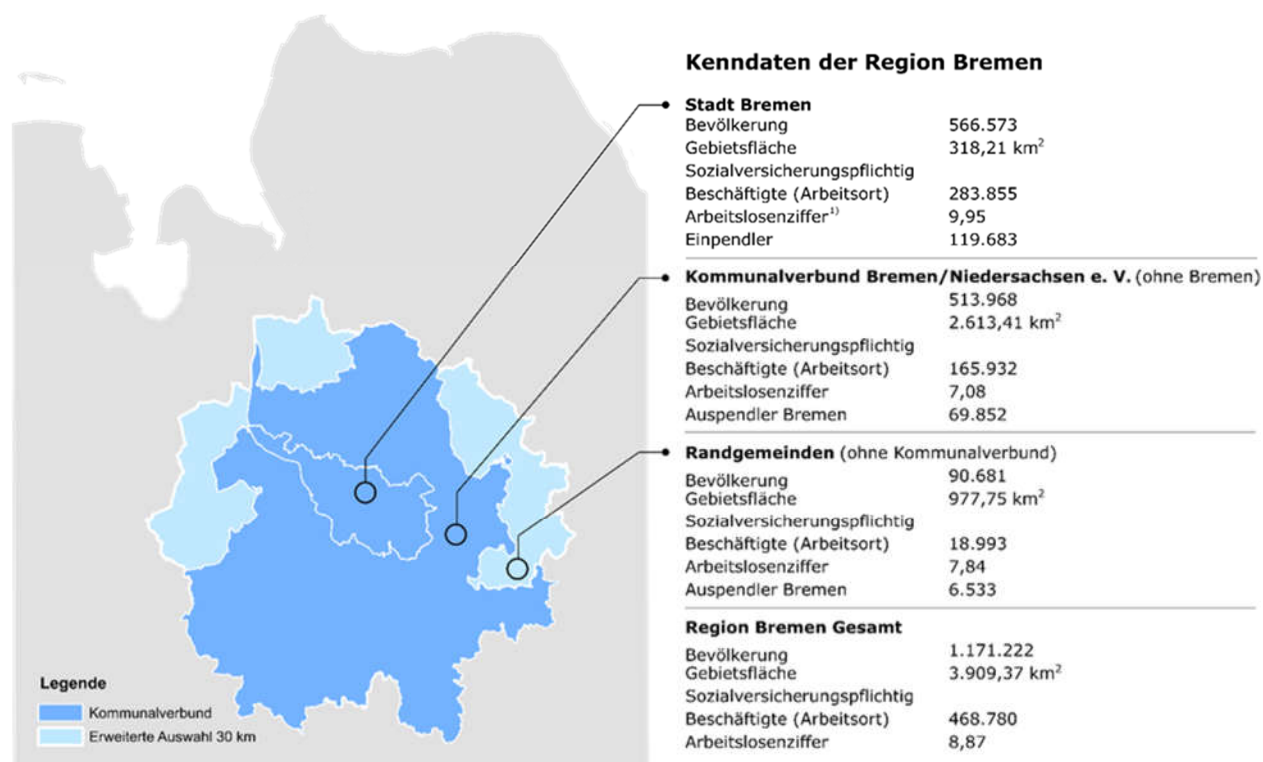 Kenndaten der Region Bremen
Stadt Bremen
Bevölkerung 566.573
Gebietsfläche 318,21 km²
Sozialversicherungspflichtig
Beschäftigte (Arbeitsort) 283.855
Arbeitslosenziffer¹⁾ 9,95
Einpendler 119.683
Kommunalverbund Bremen/Niedersachsen e. V. (ohne Bremen)
Bevölkerung 513.968
Gebietsfläche 2.613,41 km²
Sozialversicherungspflichtig
Beschäftigte (Arbeitsort) 165.932
Arbeitslosenziffer 7,08
Auspendler Bremen 69.852
Randgemeinden (ohne Kommunalverbund)
Bevölkerung 90.681
Gebietsfläche 977,75 km²
Sozialversicherungspflichtig
Beschäftigte (Arbeitsort) 18.993
Arbeitslosenziffer 7,84
Auspendler Bremen 6.533
Region Bremen Gesamt
Bevölkerung 1.171.222
Gebietsfläche 3.909,37 km²
Sozialversicherungspflichtig
Beschäftigte (Arbeitsort) 468.780
Arbeitslosenziffer 8,87
Legende
Kommunalverbund
Erweiterte Auswahl 30 km